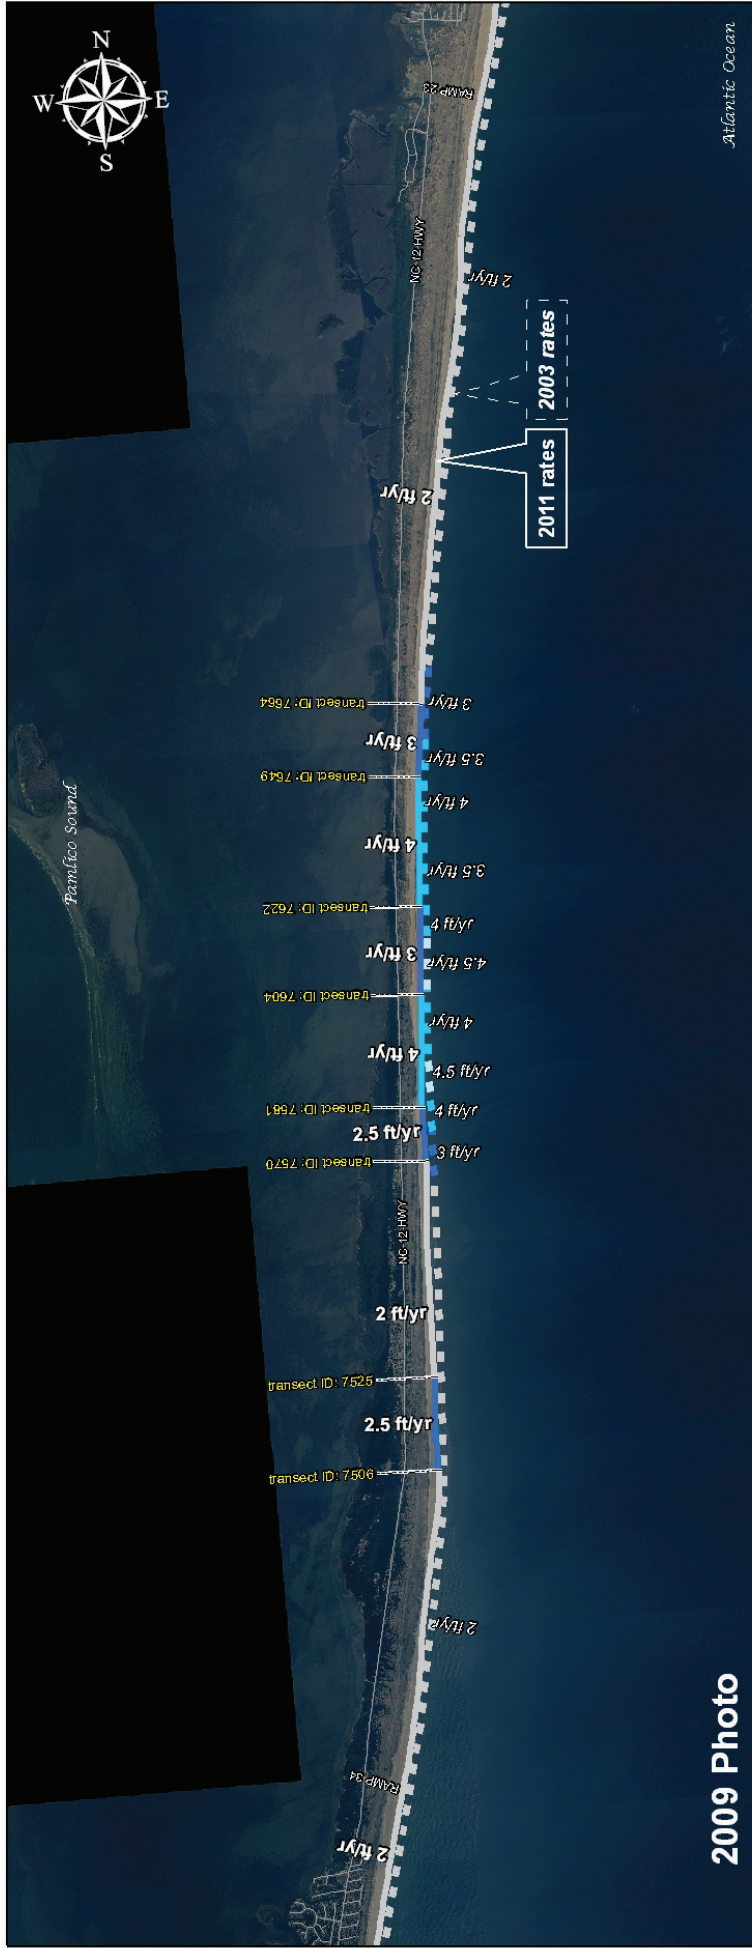 N
W
E
S
Atlantic Ocean
RAMP 23
NC 12 HWY
2 ft/yr
2003 rates
2011 rates
2 ft/yr
transect ID: 7664
3 ft/yr
3 ft/yr
3.5 ft/yr
transect ID: 7649
4 ft/yr
Pamlico Sound
4 ft/yr
3.5 ft/yr
transect ID: 7622
4 ft/yr
3 ft/yr
4.5 ft/yr
transect ID: 7604
4 ft/yr
4 ft/yr
4.5 ft/yr
transect ID: 7581
4 ft/yr
2.5 ft/yr
3 ft/yr
transect ID: 7570
NC 12 HWY
2 ft/yr
transect ID: 7525
2.5 ft/yr
transect ID: 7506
2 ft/yr
RAMP 34
2 ft/yr
2009 Photo